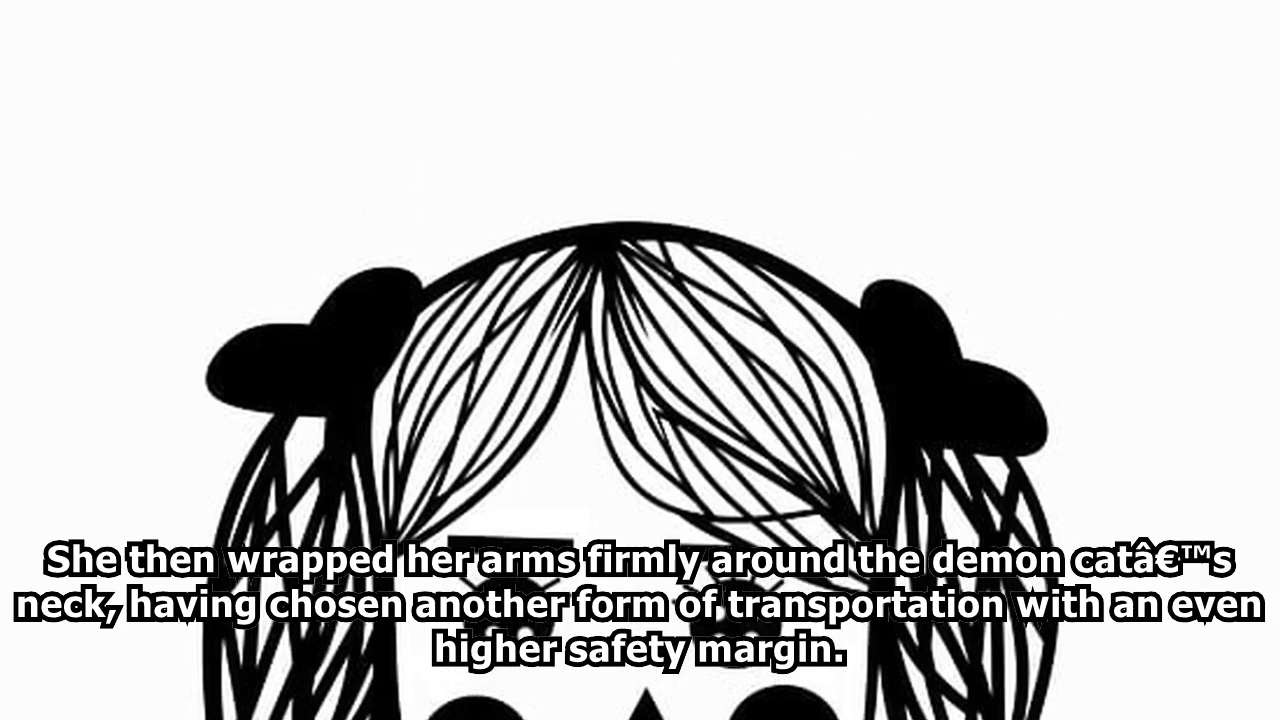 She then wrapped her arms firmly around the demon catâ€™s
neck, having chosen another form of transportation with an even
higher safety margin.